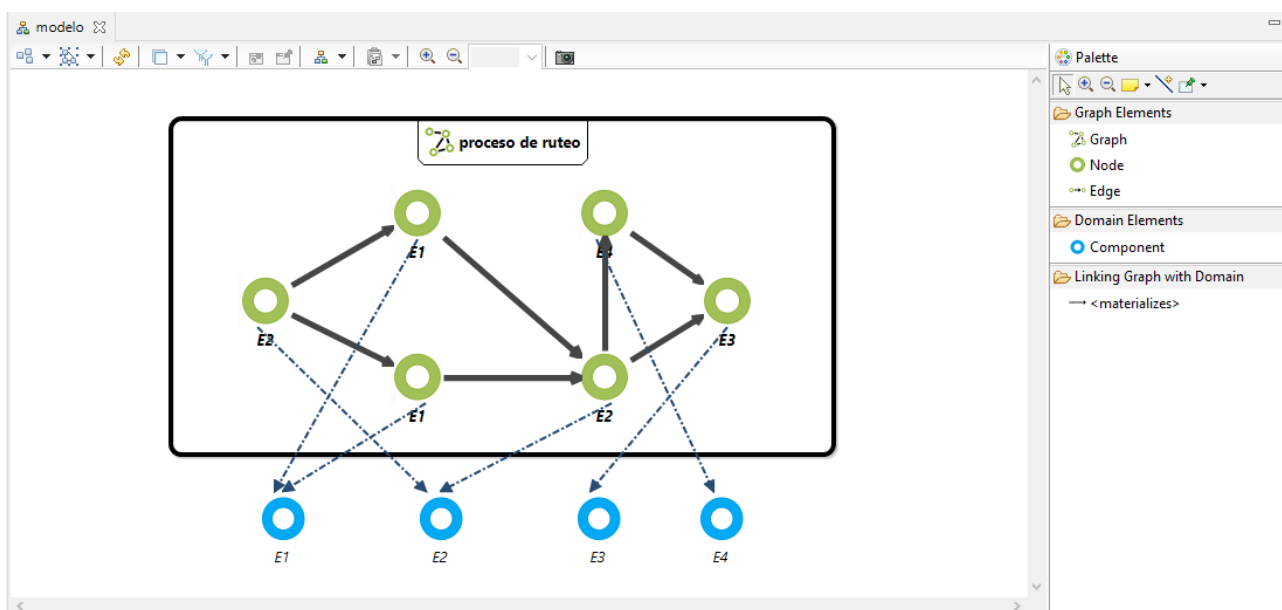 modelo
Palette
Graph Elements
Graph
Node
Edge
Domain Elements
Component
Linking Graph with Domain
<materializes>
proceso de ruteo
E1
E4
E2
E3
E1
E2
E1
E2
E3
E4